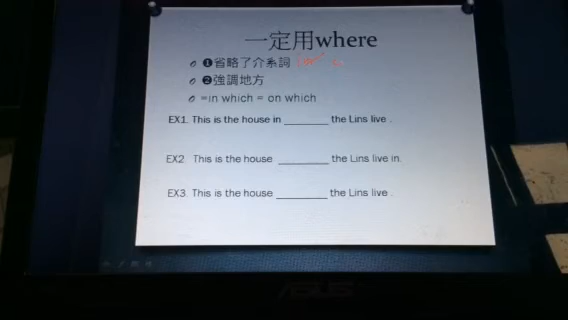 一定用where
❶省略了介系詞
❷強調地方
=in which = on which
EX1. This is the house in ________ the Lins live .
EX2 This is the house ________ the Lins live in.
EX3. This is the house ________ the Lins live .
ASUS